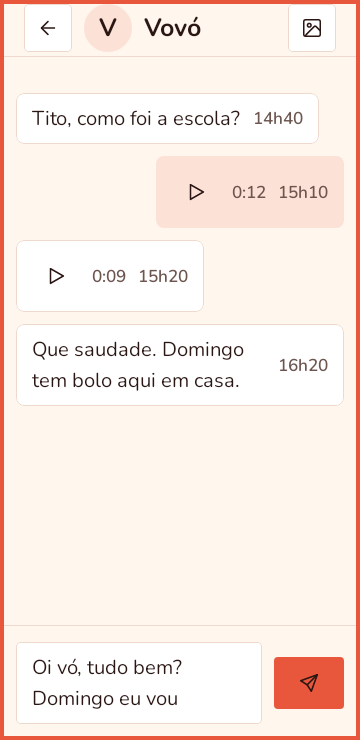 V Vovó
Tito, como foi a escola? 14h40
0:12 15h10
0:09 15h20
Que saudade. Domingo
tem bolo aqui em casa. 16h20
Oi vó, tudo bem?
Domingo eu vou